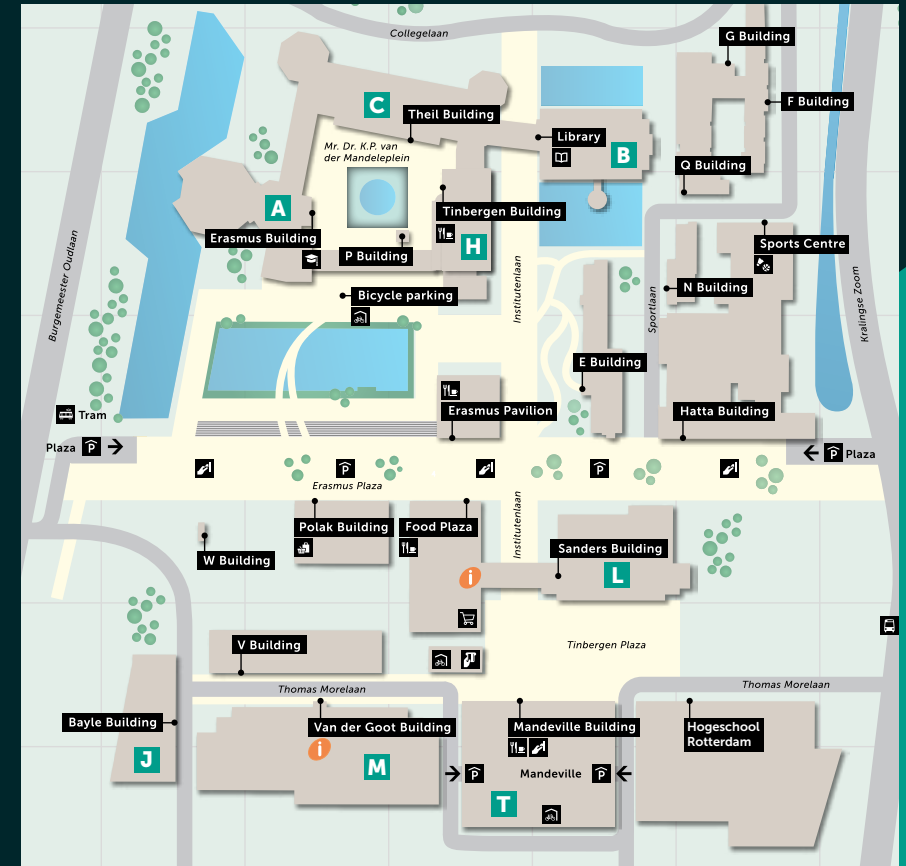 Collegelaan
G Building
C
F Building
Theil Building
Library
B
Mr. Dr. K.P. van
der Mandeleplein
Q Building
A
Tinbergen Building
Erasmus Building
H
Sports Centre
P Building
Burgemeester Oudlaan
Institutenlaan
Sportlaan
Kralingse Zoom
N Building
Bicycle parking
E Building
Tram
Erasmus Pavilion
Hatta Building
Plaza P
P Plaza
P
P
Erasmus Plaza
Institutenlaan
Polak Building
Food Plaza
W Building
Sanders Building
i
L
V Building
Tinbergen Plaza
Thomas Morelaan
Thomas Morelaan
Bayle Building
Van der Goot Building
Mandeville Building
Hogeschool
Rotterdam
i
J
M
P Mandeville P
T